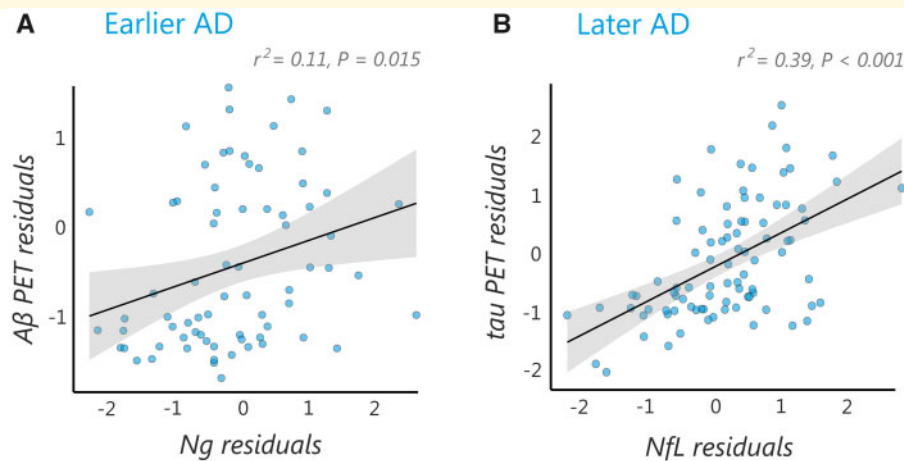 A Earlier AD
r² = 0.11, P = 0.015
Aβ PET residuals
1
0
-1
-2 -1 0 1 2
Ng residuals
B Later AD
r² = 0.39, P < 0.001
tau PET residuals
2
1
0
-1
-2
-2 -1 0 1 2
NfL residuals